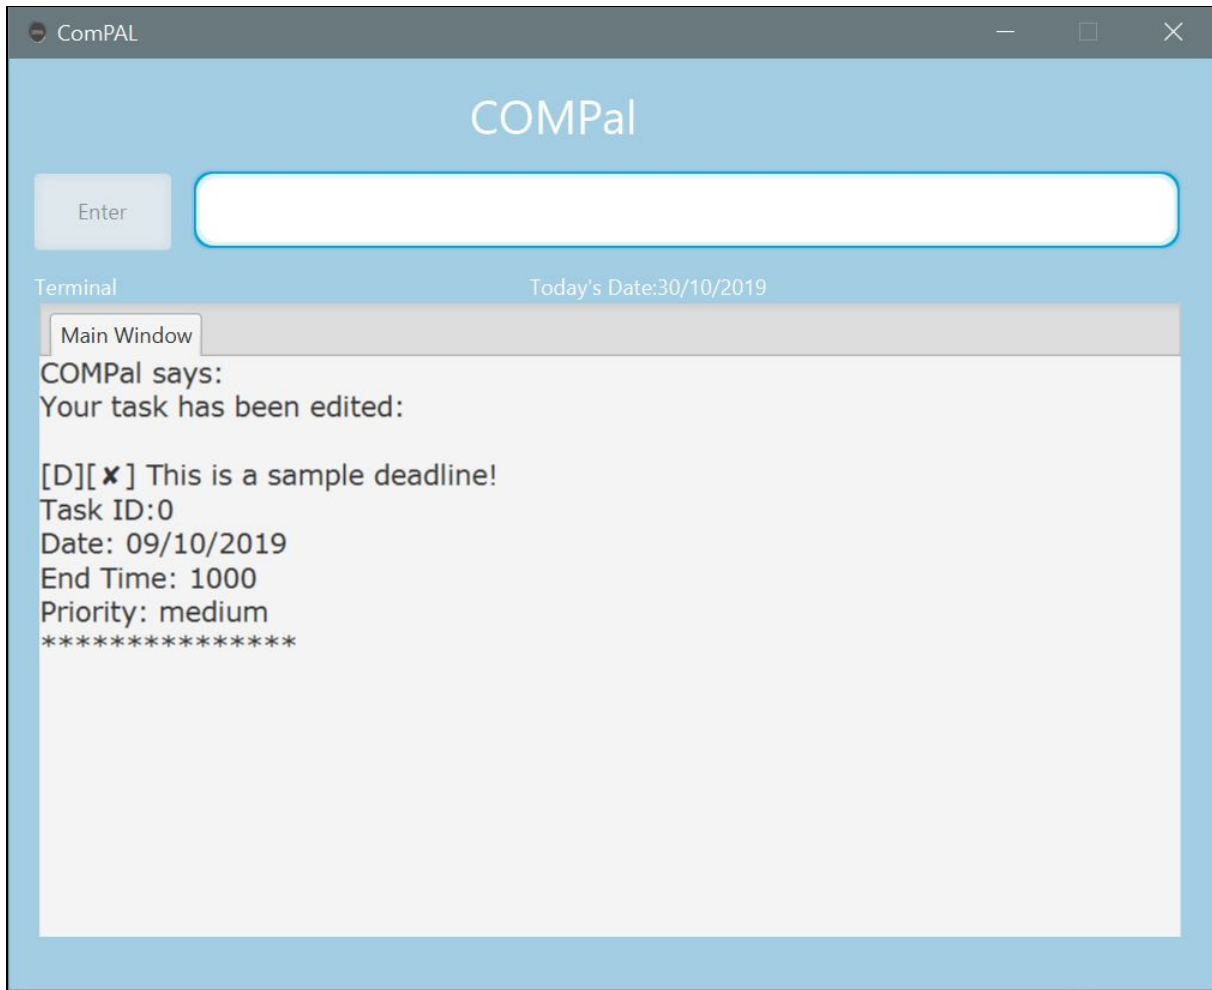 ComPAL
COMPal
Enter
Terminal
Today's Date:30/10/2019
Main Window
COMPal says:
Your task has been edited:
[D][✘] This is a sample deadline!
Task ID:0
Date: 09/10/2019
End Time: 1000
Priority: medium
***************